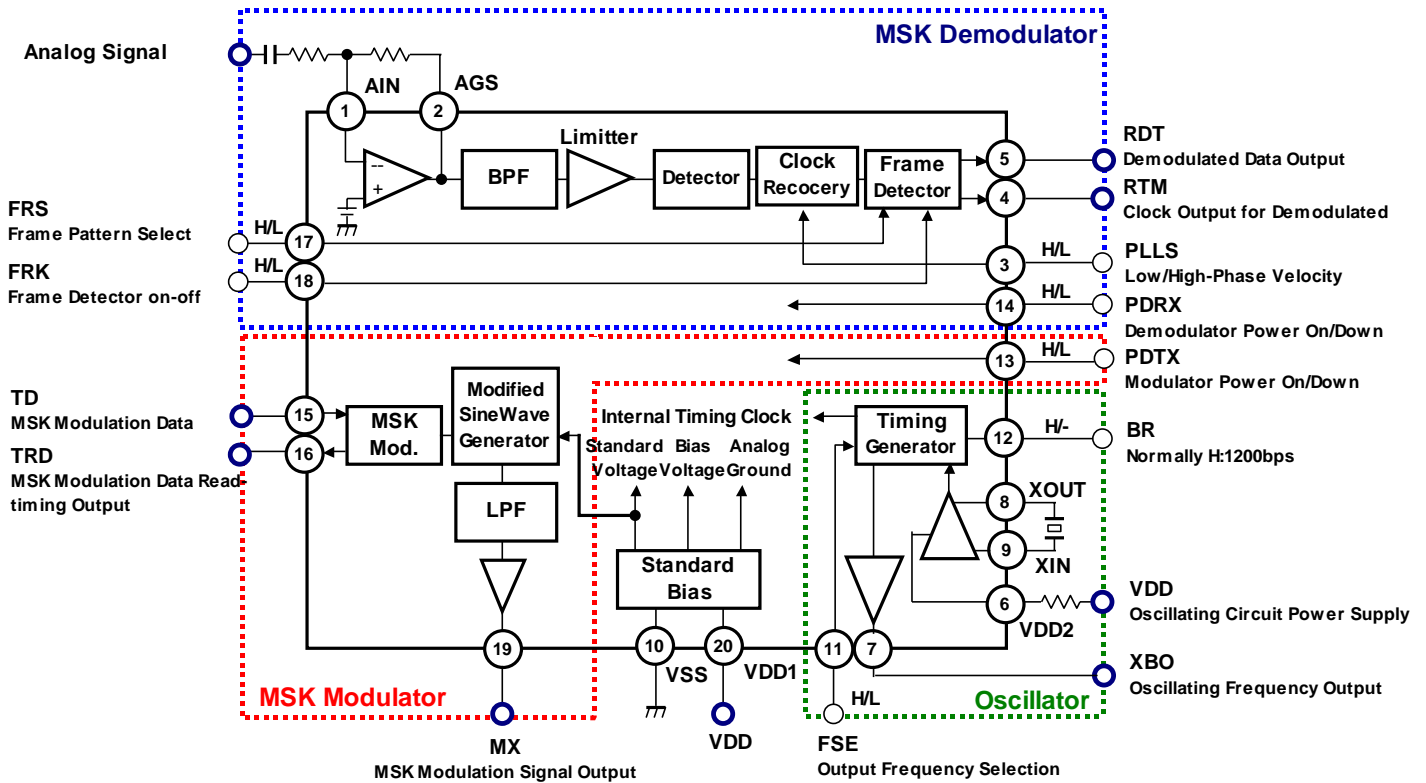 MSK Demodulator
Analog Signal
AIN
AGS
1
2
Limitter
--
+
BPF
Detector
Clock
Recocery
Frame
Detector
5
RDT
Demodulated Data Output
4
RTM
Clock Output for Demodulated
FRS
Frame Pattern Select
H/L
17
FRK
Frame Detector on-off
H/L
18
3
H/L
PLLS
Low/High-Phase Velocity
14
H/L
PDRX
Demodulator Power On/Down
13
H/L
PDTX
Modulator Power On/Down
TD
MSK Modulation Data
15
TRD
MSK Modulation Data Read-
timing Output
16
MSK
Mod.
Modified
SineWave
Generator
LPF
Internal Timing Clock
Standard
Voltage
Bias
Voltage
Analog
Ground
Standard
Bias
Timing
Generator
12
H/-
BR
Normally H:1200bps
8
XOUT
9
XIN
6
VDD2
VDD
Oscillating Circuit Power Supply
19
10
VSS
20
VDD1
11
7
H/L
XBO
Oscillating Frequency Output
MSK Modulator
Oscillator
MX
MSK Modulation Signal Output
VDD
FSE
Output Frequency Selection